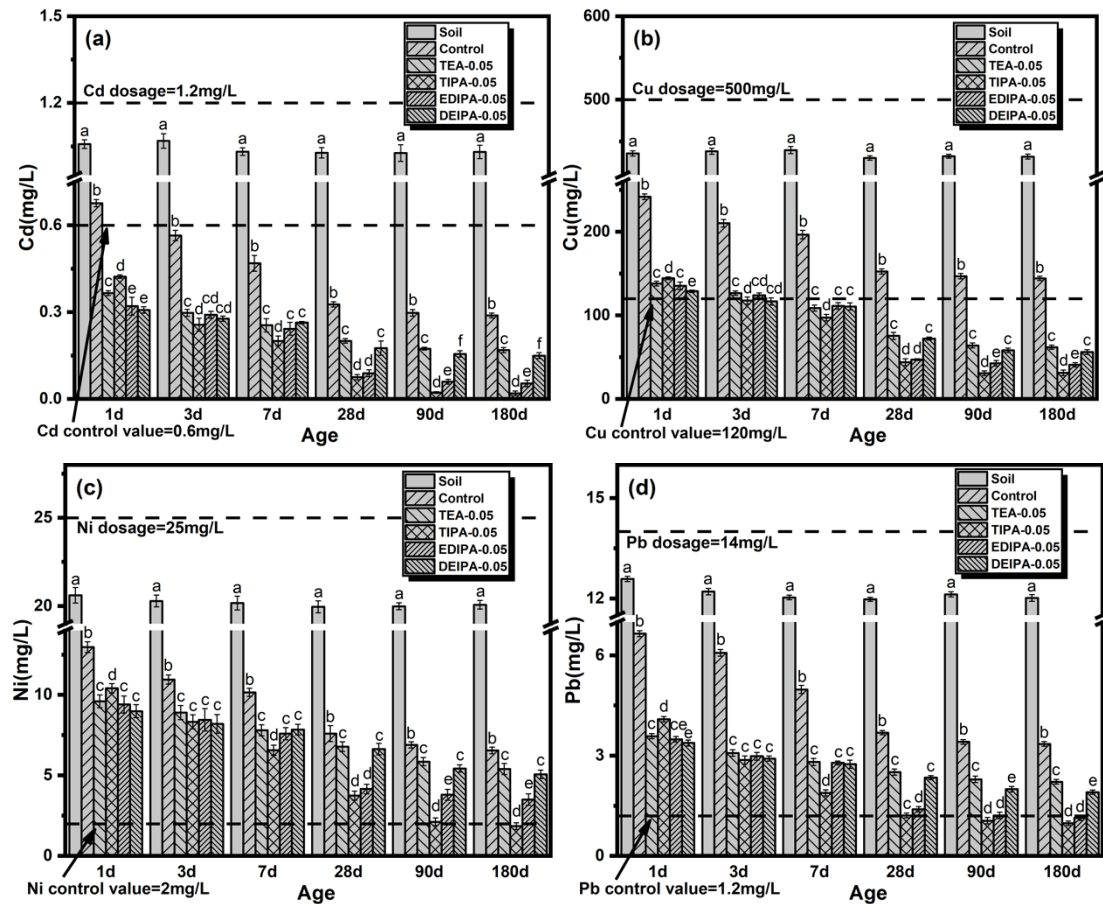 (a)
Soil
Control
TEA-0.05
TIPA-0.05
EDIPA-0.05
DEIPA-0.05
Cd dosage=1.2mg/L
1.5
1.2
0.6
0.3
0.0
Cd(mg/L)
a a a a a a
b c d e e
b c d cd cd
b c d c c
b c d d c
b c d e f
b c d e f
1d 3d 7d 28d 90d 180d
Age
Cd control value=0.6mg/L
(b)
Soil
Control
TEA-0.05
TIPA-0.05
EDIPA-0.05
DEIPA-0.05
Cu dosage=500mg/L
600
500
400
200
100
0
Cu(mg/L)
a a a a a a
b c d c e
b c d cd cd
b c d c c
b c d d c
b c d e c
b c d e c
1d 3d 7d 28d 90d 180d
Age
Cu control value=120mg/L
(c)
Soil
Control
TEA-0.05
TIPA-0.05
EDIPA-0.05
DEIPA-0.05
Ni dosage=25mg/L
25
20
10
5
0
Ni(mg/L)
a a a a a a
b c d c c
b c c c c
b c d c c
b c d d c
b c d e c
b c d e c
1d 3d 7d 28d 90d 180d
Age
Ni control value=2mg/L
(d)
Soil
Control
TEA-0.05
TIPA-0.05
EDIPA-0.05
DEIPA-0.05
Pb dosage=14mg/L
15
12
6
3
0
Pb(mg/L)
a a a a a a
b c d ce e
b c c c c
b c d c c
b c c d c
b c d d e
b c d d e
1d 3d 7d 28d 90d 180d
Age
Pb control value=1.2mg/L